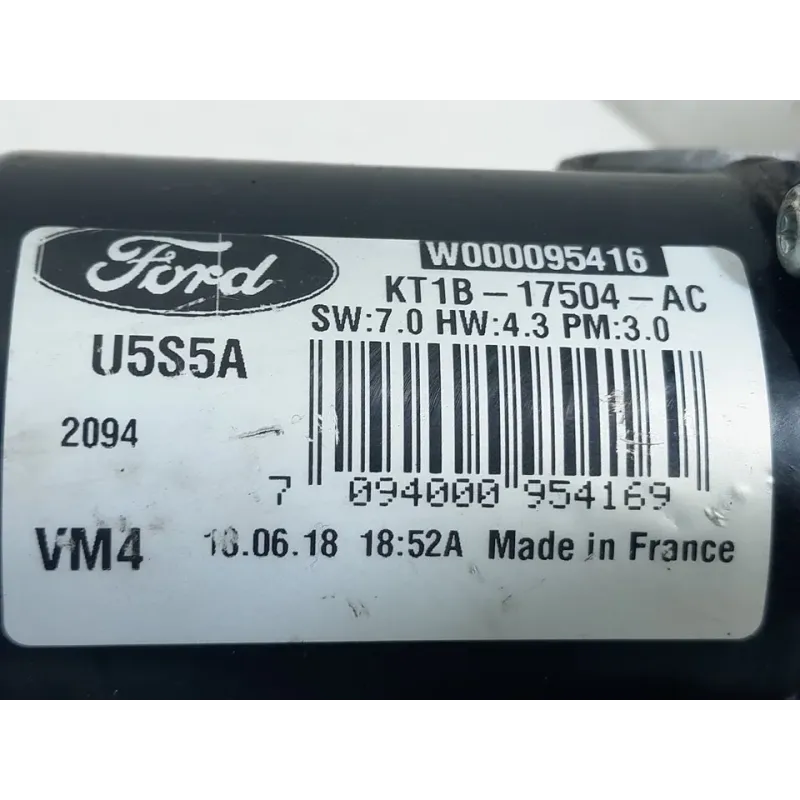 Ford
W000095416
KT1B-17504-AC
SW:7.0 HW:4.3 PM:3.0
U5S5A
2094
7 094000 954169
VM4 18:52A Made in France